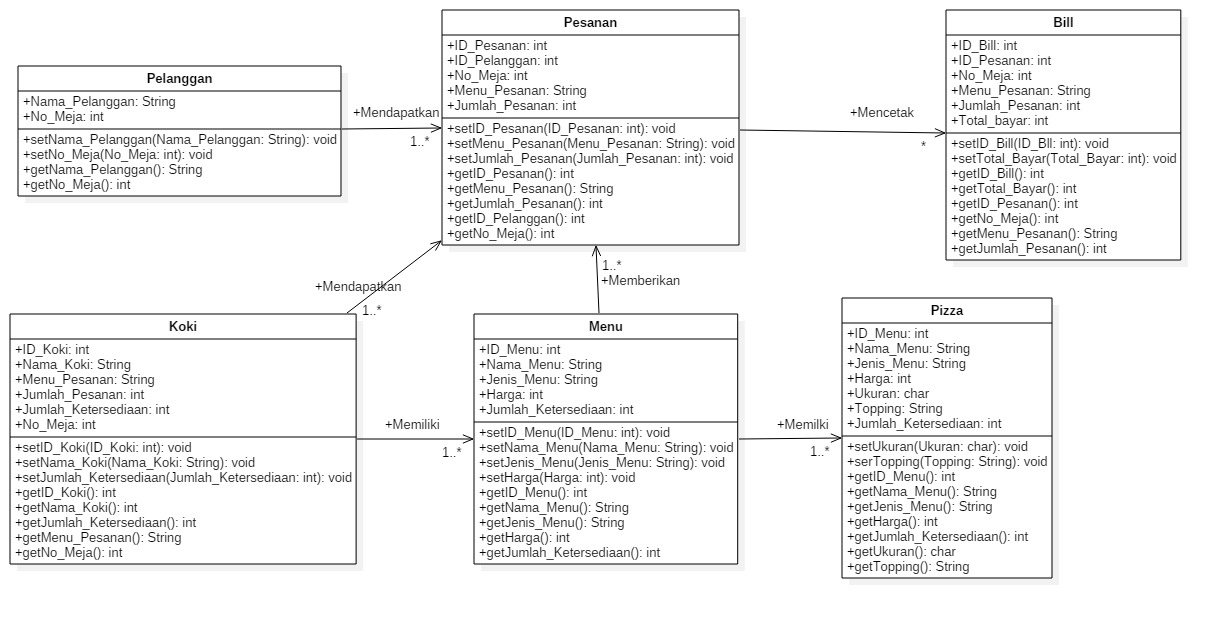 Pelanggan
+Nama_Pelanggan: String
+No_Meja: int
+setNama_Pelanggan(Nama_Pelanggan: String): void
+setNo_Meja(No_Meja: int): void
+getNama_Pelanggan(): String
+getNo_Meja(): int
+Mendapatkan
1..*
Pesanan
+ID_Pesanan: int
+ID_Pelanggan: int
+No_Meja: int
+Menu_Pesanan: String
+Jumlah_Pesanan: int
+setID_Pesanan(ID_Pesanan: int): void
+setMenu_Pesanan(Menu_Pesanan: String): void
+setJumlah_Pesanan(Jumlah_Pesanan: int): void
+getID_Pesanan(): int
+getMenu_Pesanan(): String
+getJumlah_Pesanan(): int
+getID_Pelanggan(): int
+getNo_Meja(): int
+Mencetak
*
Bill
+ID_Bill: int
+ID_Pesanan: int
+No_Meja: int
+Menu_Pesanan: String
+Jumlah_Pesanan: int
+Total_bayar: int
+setID_Bill(ID_Bll: int): void
+setTotal_Bayar(Total_Bayar: int): void
+getID_Bill(): int
+getTotal_Bayar(): int
+getID_Pesanan(): int
+getNo_Meja(): int
+getMenu_Pesanan(): String
+getJumlah_Pesanan(): int
+Mendapatkan
1..*
1..*
+Memberikan
Koki
+ID_Koki: int
+Nama_Koki: String
+Menu_Pesanan: String
+Jumlah_Pesanan: int
+Jumlah_Ketersediaan: int
+No_Meja: int
+setID_Koki(ID_Koki: int): void
+setNama_Koki(Nama_Koki: String): void
+setJumlah_Ketersediaan(Jumlah_Ketersediaan: int): void
+getID_Koki(): int
+getNama_Koki(): int
+getJumlah_Ketersediaan(): int
+getMenu_Pesanan(): String
+getNo_Meja(): int
+Memiliki
1..*
Menu
+ID_Menu: int
+Nama_Menu: String
+Jenis_Menu: String
+Harga: int
+Jumlah_Ketersediaan: int
+setID_Menu(ID_Menu: int): void
+setNama_Menu(Nama_Menu: String): void
+setJenis_Menu(Jenis_Menu: String): void
+setHarga(Harga: int): void
+getID_Menu(): int
+getNama_Menu(): String
+getJenis_Menu(): String
+getHarga(): int
+getJumlah_Ketersediaan(): int
+Memilki
1..*
Pizza
+ID_Menu: int
+Nama_Menu: String
+Jenis_Menu: String
+Harga: int
+Ukuran: char
+Topping: String
+Jumlah_Ketersediaan: int
+setUkuran(Ukuran: char): void
+serTopping(Topping: String): void
+getID_Menu(): int
+getNama_Menu(): String
+getJenis_Menu(): String
+getHarga(): int
+getJumlah_Ketersediaan(): int
+getUkuran(): char
+getTopping(): String